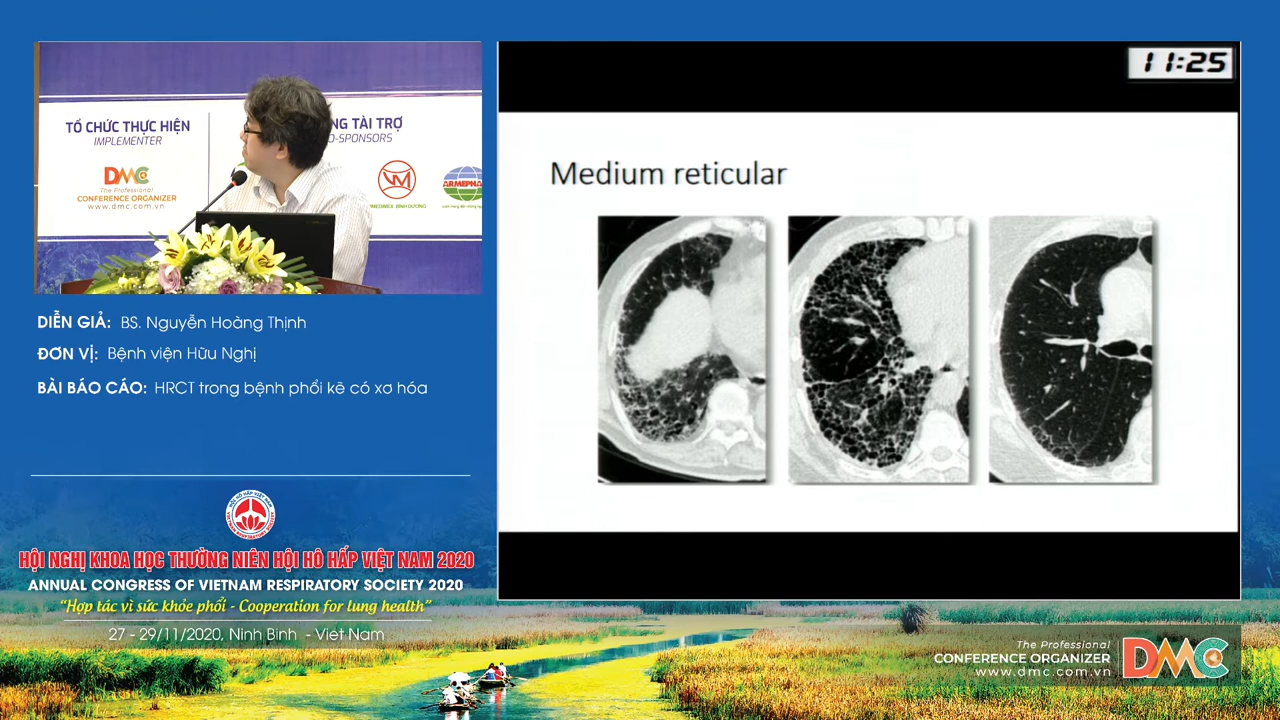 TỔ CHỨC THỰC HIỆN
IMPLEMENTER
DMC
The Professional
CONFERENCE ORGANIZER
www.dmc.com.vn
NG TÀI TRỢ
O-SPONSORS
ARMEPHA
DIỄN GIẢ: BS. Nguyễn Hoàng Thịnh
ĐƠN VỊ: Bệnh viện Hữu Nghị
BÀI BÁO CÁO: HRCT trong bệnh phổi kẽ có xơ hóa
HỘI NGHỊ KHOA HỌC THƯỜNG NIÊN HỘI HÔ HẤP VIỆT NAM 2020
ANNUAL CONGRESS OF VIETNAM RESPIRATORY SOCIETY 2020
“Hợp tác vì sức khỏe phổi - Cooperation for lung health”
27 - 29/11/2020, Ninh Bình - Việt Nam
11:25
Medium reticular
The Professional
CONFERENCE ORGANIZER
www.dmc.com.vn
DMC